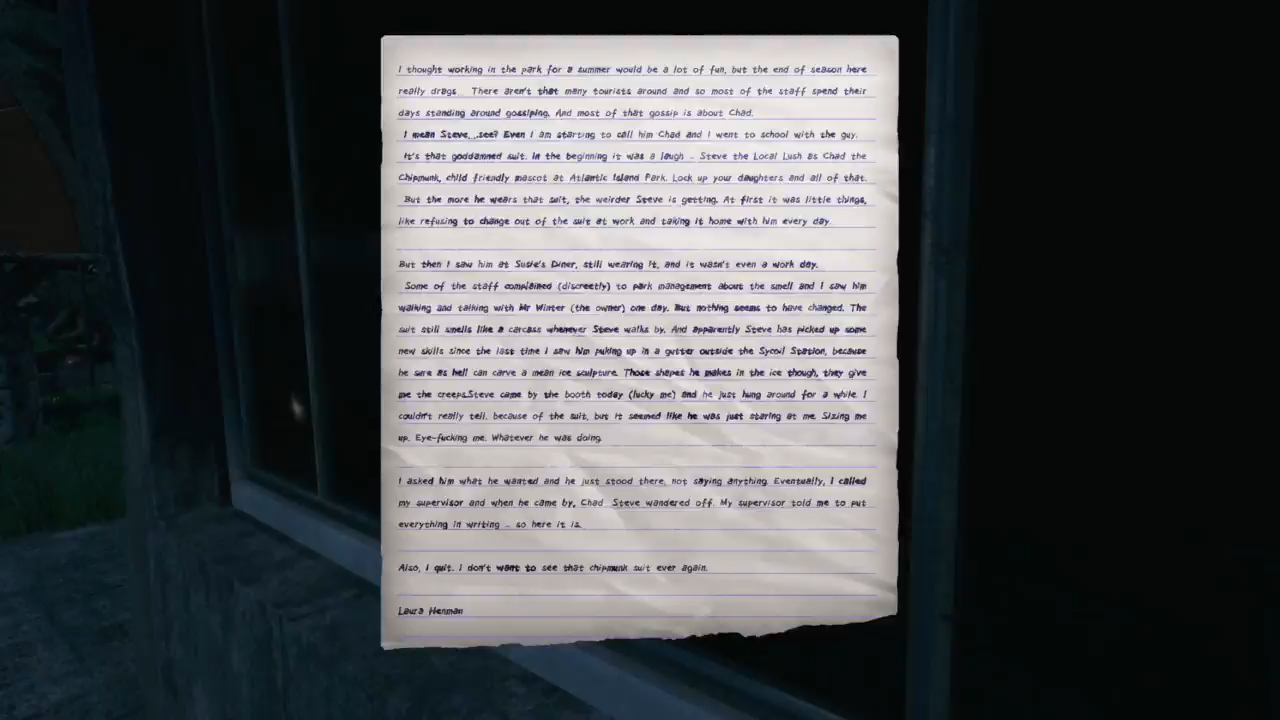 I thought working in the park for a summer would be a lot of fun, but the end of season here
really drags. There aren't that many tourists around and so most of the staff spend their
days standing around gossiping. And most of that gossip is about Chad.
I mean Steve...see? Even I am starting to call him Chad and I went to school with the guy.
It's that goddamned suit. In the beginning it was a laugh - Steve the Local Lush as Chad the
Chipmunk, child friendly mascot at Atlantic Island Park. Lock up your daughters and all of that.
But the more he wears that suit, the weirder Steve is getting. At first it was little things,
like refusing to change out of the suit at work and taking it home with him every day.
But then I saw him at Susie's Diner, still wearing it, and it wasn't even a work day.
Some of the staff complained (discreetly) to park management about the smell and I saw him
walking and talking with Mr Winter (the owner) one day. But nothing seems to have changed. The
suit still smells like a carcass whenever Steve walks by. And apparently Steve has picked up some
new skills since the last time I saw him puking up in a gutter outside the Sycoil Station, because
he sure as hell can carve a mean ice sculpture. Those shapes he makes in the ice though, they give
me the creeps.Steve came by the booth today (lucky me) and he just hung around for a while. I
couldn't really tell, because of the suit, but it seemed like he was just staring at me. Sizing me
up. Eye-fucking me. Whatever he was doing.
I asked him what he wanted and he just stood there, not saying anything. Eventually, I called
my supervisor and when he came by, Chad Steve wandered off. My supervisor told me to put
everything in writing - so here it is.
Also, I quit. I don't want to see that chipmunk suit ever again.
Laura Henman